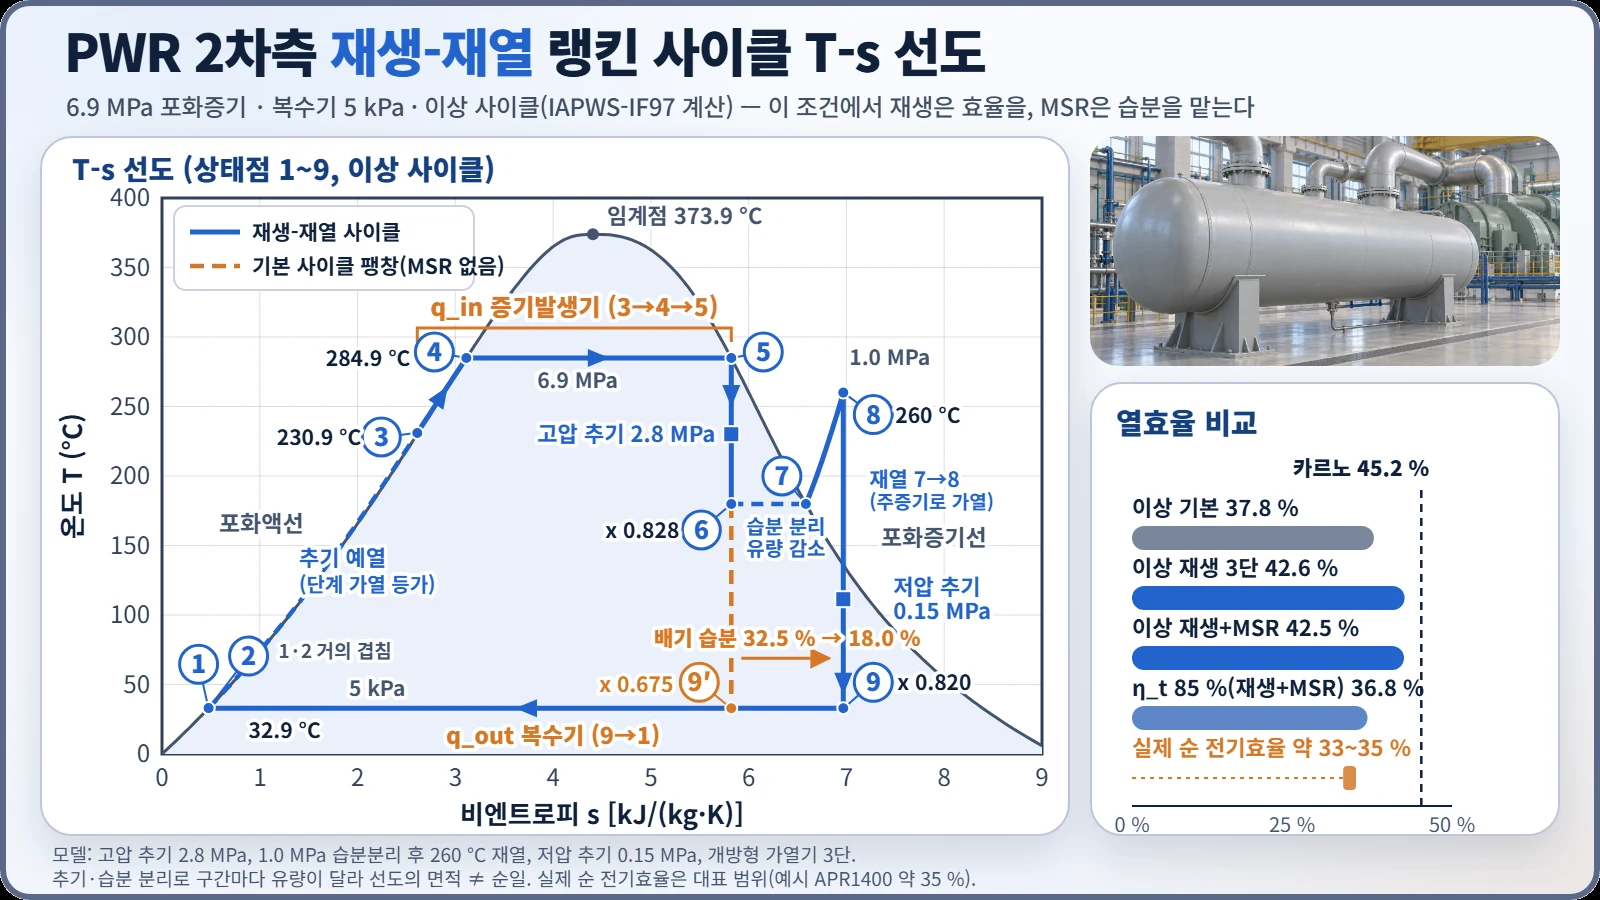 PWR 2차측 재생-재열 랭킨 사이클 T-s 선도
6.9 MPa 포화증기 · 복수기 5 kPa · 이상 사이클(IAPWS-IF97 계산) — 이 조건에서 재생은 효율을, MSR은 습분을 맡는다
T-s 선도 (상태점 1~9, 이상 사이클)
400
350
300
250
200
150
100
50
0
온도 T (°C)
재생-재열 사이클
기본 사이클 팽창(MSR 없음)
임계점 373.9 °C
q_in 증기발생기 (3→4→5)
284.9 °C
4
5
1.0 MPa
6.9 MPa
230.9 °C
3
고압 추기 2.8 MPa
8
260 °C
7
재열 7→8
(주증기로 가열)
포화액선
x 0.828
6
습분 분리
유량 감소
포화증기선
추기 예열
(단계 가열 등가)
저압 추기
0.15 MPa
1
2
1·2 거의 겹침
배기 습분 32.5 % → 18.0 %
5 kPa
x 0.675
9′
9
x 0.820
32.9 °C
q_out 복수기 (9→1)
0
1
2
3
4
5
6
7
8
9
비엔트로피 s [kJ/(kg·K)]
열효율 비교
카르노 45.2 %
이상 기본 37.8 %
이상 재생 3단 42.6 %
이상 재생+MSR 42.5 %
η_t 85 %(재생+MSR) 36.8 %
실제 순 전기효율 약 33~35 %
0 %
25 %
50 %
모델: 고압 추기 2.8 MPa, 1.0 MPa 습분분리 후 260 °C 재열, 저압 추기 0.15 MPa, 개방형 가열기 3단.
추기·습분 분리로 구간마다 유량이 달라 선도의 면적 ≠ 순일. 실제 순 전기효율은 대표 범위(예시 APR1400 약 35 %).